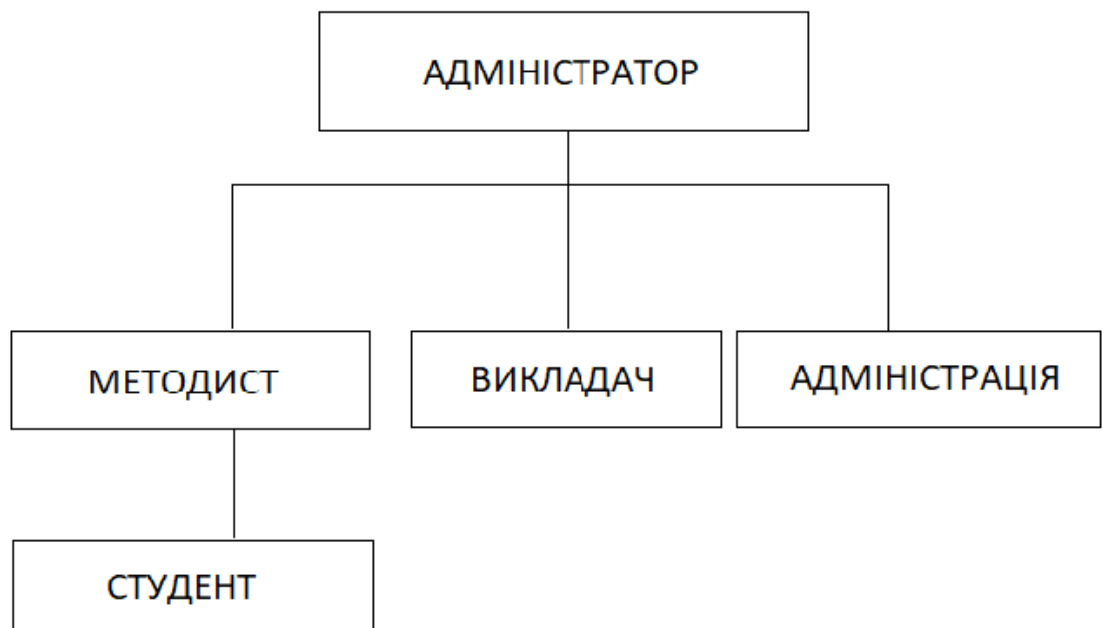 АДМІНІСТРАТОР
МЕТОДИСТ
ВИКЛАДАЧ
АДМІНІСТРАЦІЯ
СТУДЕНТ